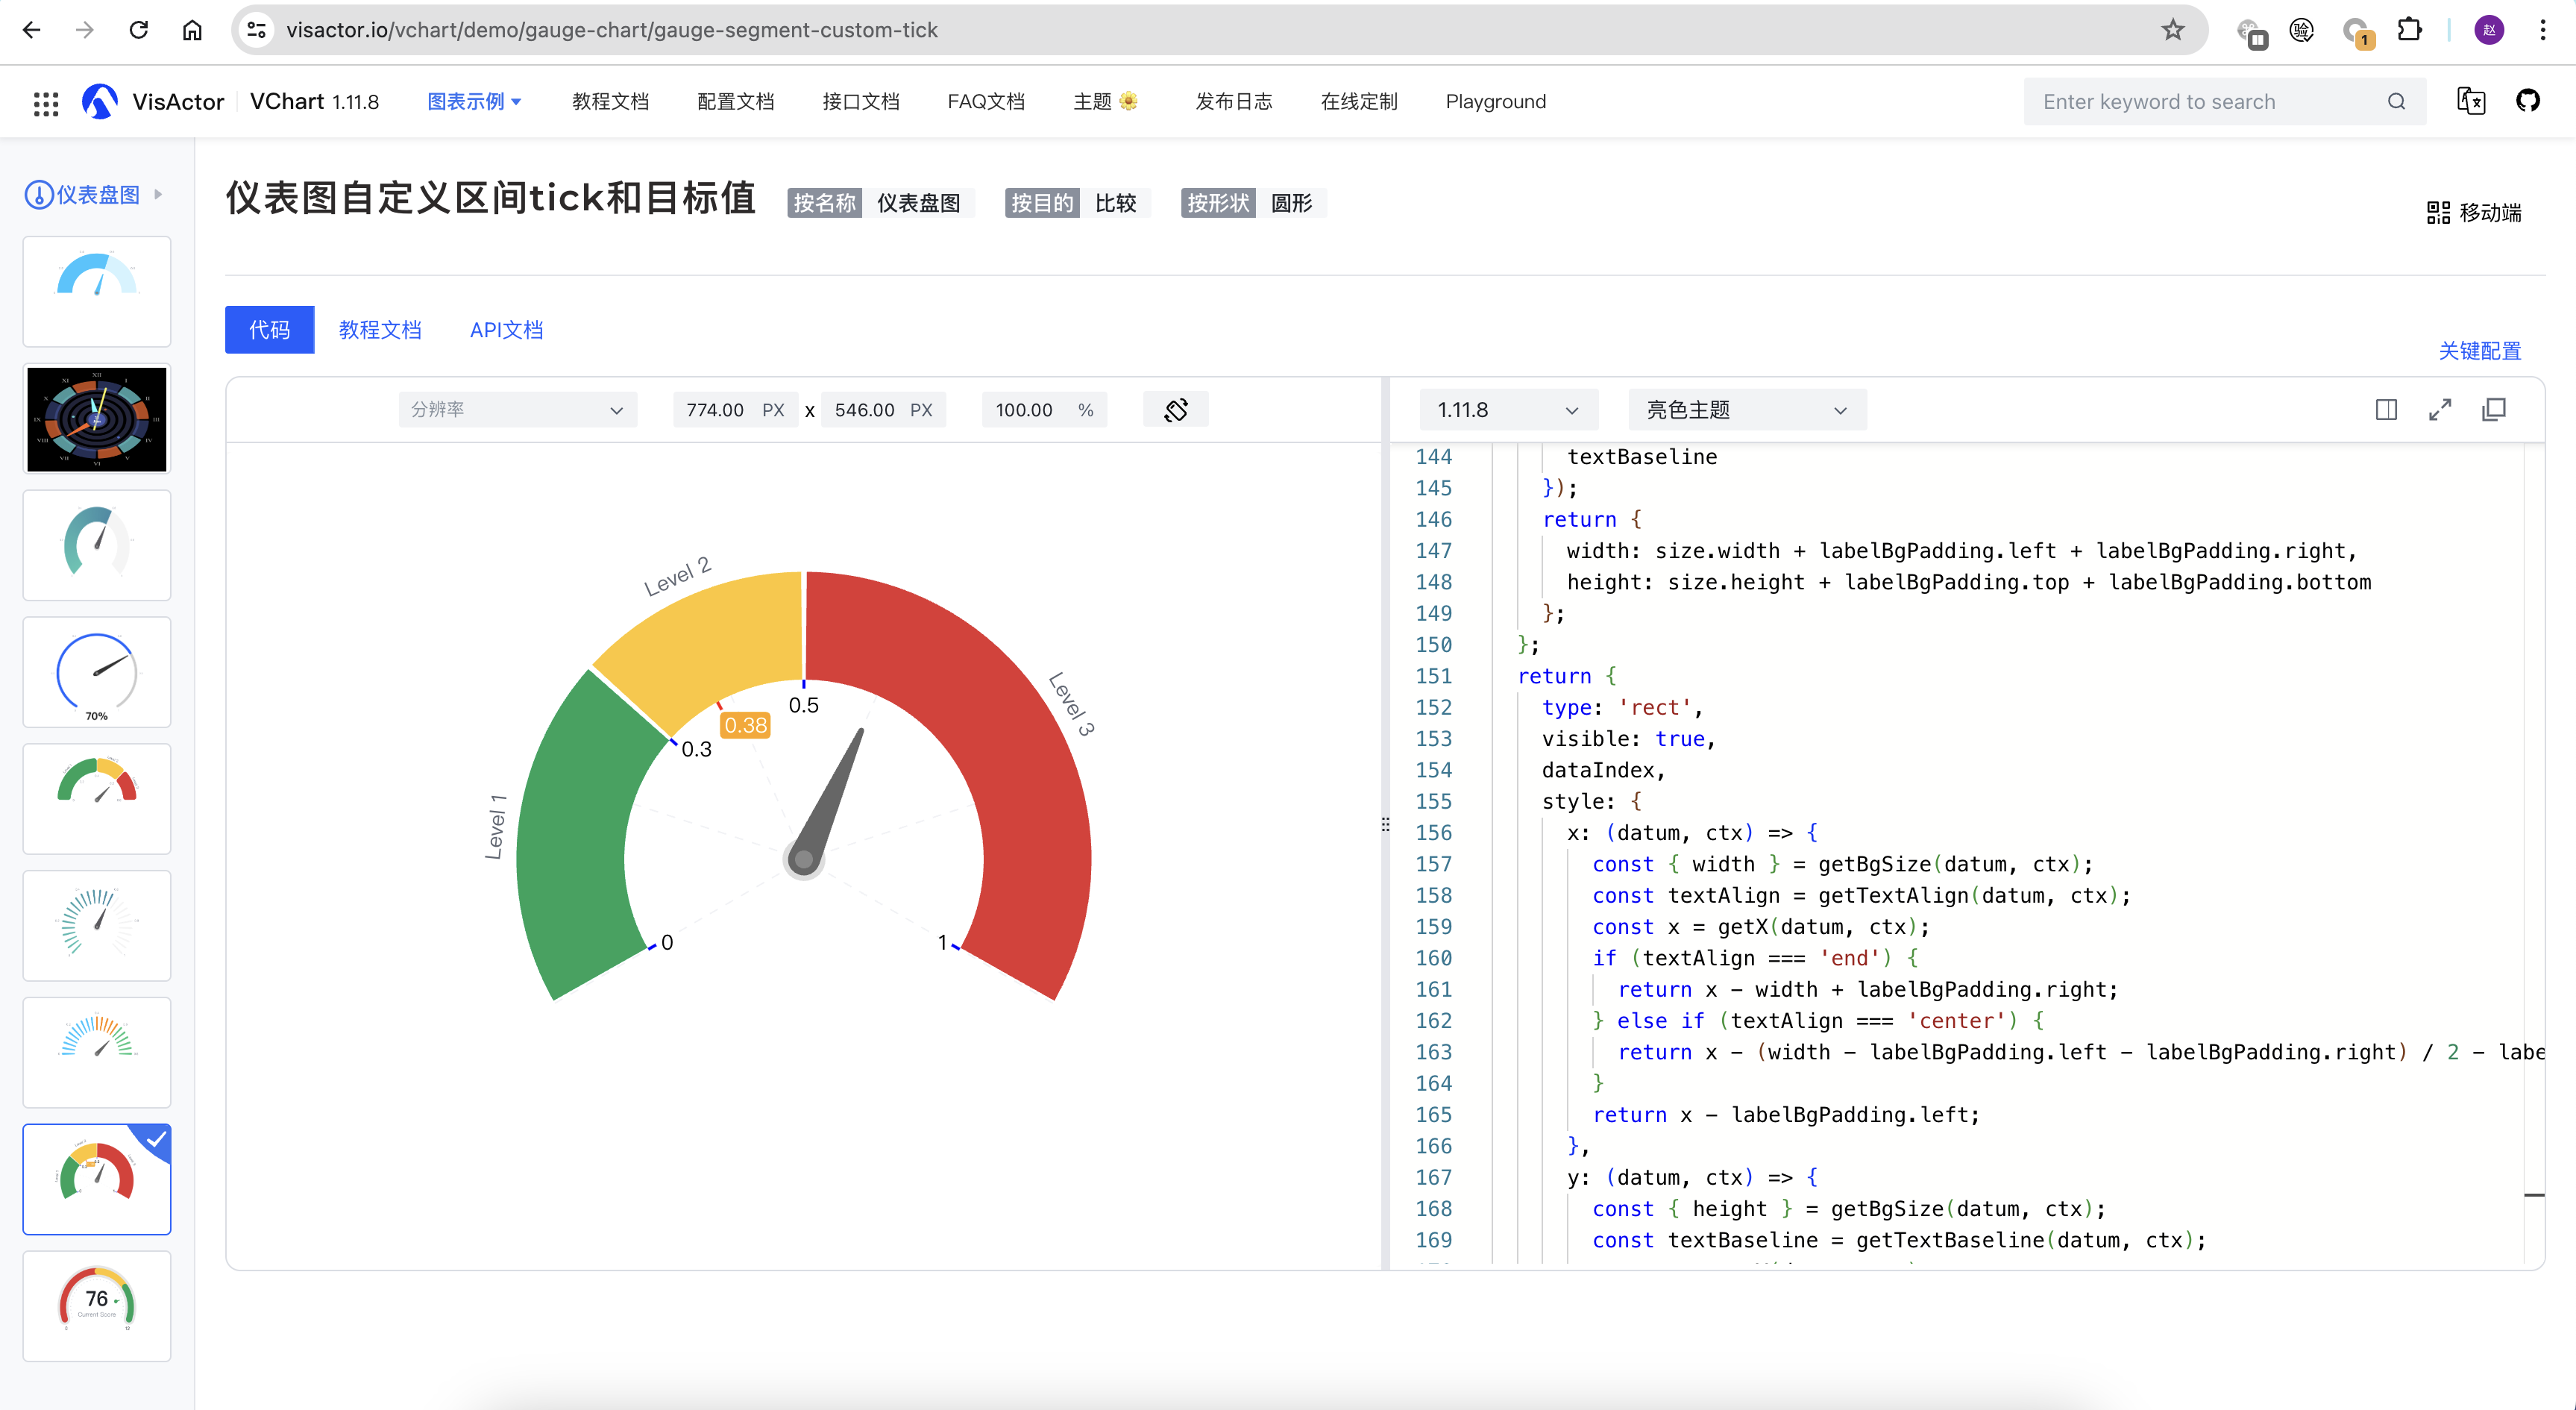 visactor.io/vchart/demo/gauge-chart/gauge-segment-custom-tick
验
1
赵
VisActor
VChart 1.11.8
图表示例
教程文档
配置文档
接口文档
FAQ文档
主题
发布日志
在线定制
Playground
Enter keyword to search
仪表盘图
仪表图自定义区间tick和目标值
按名称 仪表盘图
按目的 比较
按形状 圆形
移动端
代码
教程文档
API文档
关键配置
分辨率
774.00 PX x 546.00 PX
100.00 %
1.11.8
亮色主题
Level 1
Level 2
Level 3
0
0.3
0.38
0.5
1
144 textBaseline
145 });
146 return {
147 width: size.width + labelBgPadding.left + labelBgPadding.right,
148 height: size.height + labelBgPadding.top + labelBgPadding.bottom
149 };
150 };
151 return {
152 type: 'rect',
153 visible: true,
154 dataIndex,
155 style: {
156 x: (datum, ctx) => {
157 const { width } = getBgSize(datum, ctx);
158 const textAlign = getTextAlign(datum, ctx);
159 const x = getX(datum, ctx);
160 if (textAlign === 'end') {
161 return x - width + labelBgPadding.right;
162 } else if (textAlign === 'center') {
163 return x - (width - labelBgPadding.left - labelBgPadding.right) / 2 - labe
164 }
165 return x - labelBgPadding.left;
166 },
167 y: (datum, ctx) => {
168 const { height } = getBgSize(datum, ctx);
169 const textBaseline = getTextBaseline(datum, ctx);
70%
76
Current Score